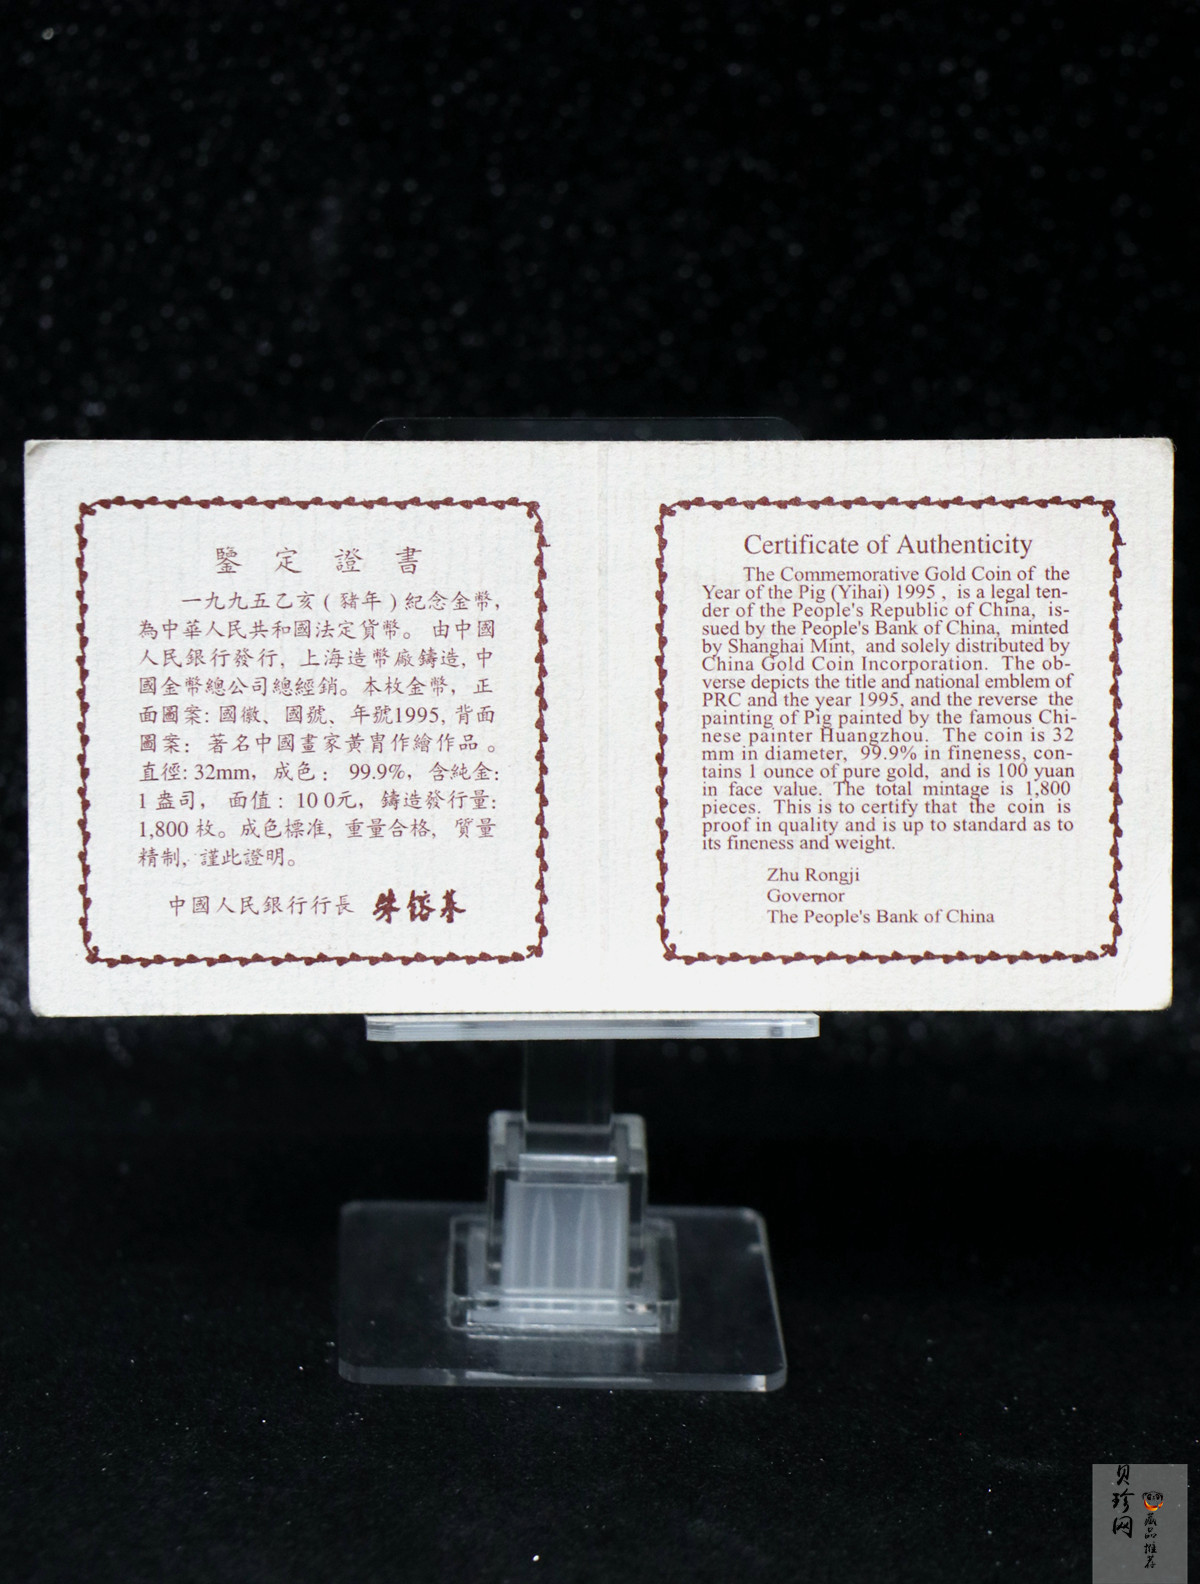 鑒定證書
一九九五乙亥(豬年)紀念金幣,
為中華人民共和國法定貨幣。由中國
人民銀行發行,上海造幣廠鑄造,中
國金幣總公司總經銷。本枚金幣,正
面圖案:國徽、國號、年號1995,背面
圖案:著名中國畫家黃胄作繪作品。
直徑:32mm,成色:99.9%,含純金:
1盎司,面值:10 0元,鑄造發行量:
1,800枚。成色標准,重量合格,質量
精制,謹此證明。
中國人民銀行行長 朱鎔基
Certificate of Authenticity
The Commemorative Gold Coin of the
Year of the Pig (Yihai) 1995 , is a legal ten-
der of the People's Republic of China, is-
sued by the People's Bank of China, minted
by Shanghai Mint, and solely distributed by
China Gold Coin Incorporation. The ob-
verse depicts the title and national emblem of
PRC and the year 1995, and the reverse the
painting of Pig painted by the famous Chi-
nese painter Huangzhou. The coin is 32
mm in diameter, 99.9% in fineness, con-
tains 1 ounce of pure gold, and is 100 yuan
in face value. The total mintage is 1,800
pieces. This is to certify that the coin is
proof in quality and is up to standard as to
its fineness and weight.
Zhu Rongji
Governor
The People's Bank of China
贝珍网
藏品推荐